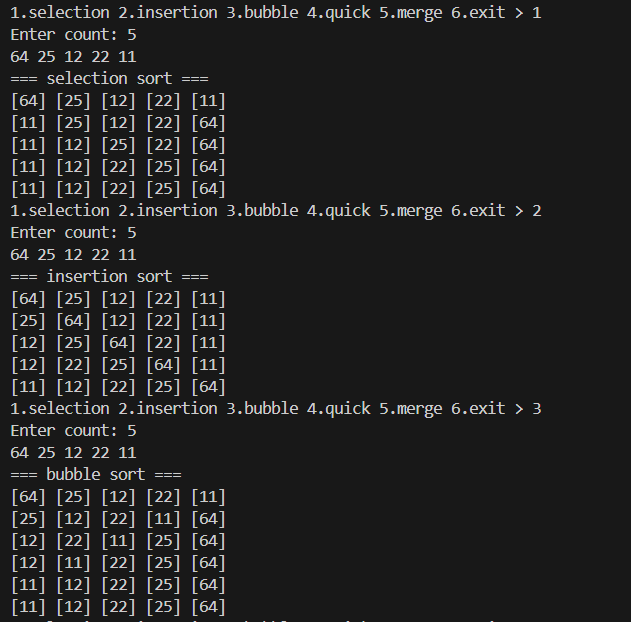 1.selection 2.insertion 3.bubble 4.quick 5.merge 6.exit > 1
Enter count: 5
64 25 12 22 11
=== selection sort ===
[64] [25] [12] [22] [11]
[11] [25] [12] [22] [64]
[11] [12] [25] [22] [64]
[11] [12] [22] [25] [64]
[11] [12] [22] [25] [64]
1.selection 2.insertion 3.bubble 4.quick 5.merge 6.exit > 2
Enter count: 5
64 25 12 22 11
=== insertion sort ===
[64] [25] [12] [22] [11]
[25] [64] [12] [22] [11]
[12] [25] [64] [22] [11]
[12] [22] [25] [64] [11]
[11] [12] [22] [25] [64]
1.selection 2.insertion 3.bubble 4.quick 5.merge 6.exit > 3
Enter count: 5
64 25 12 22 11
=== bubble sort ===
[64] [25] [12] [22] [11]
[25] [12] [22] [11] [64]
[12] [22] [11] [25] [64]
[12] [11] [22] [25] [64]
[11] [12] [22] [25] [64]
[11] [12] [22] [25] [64]